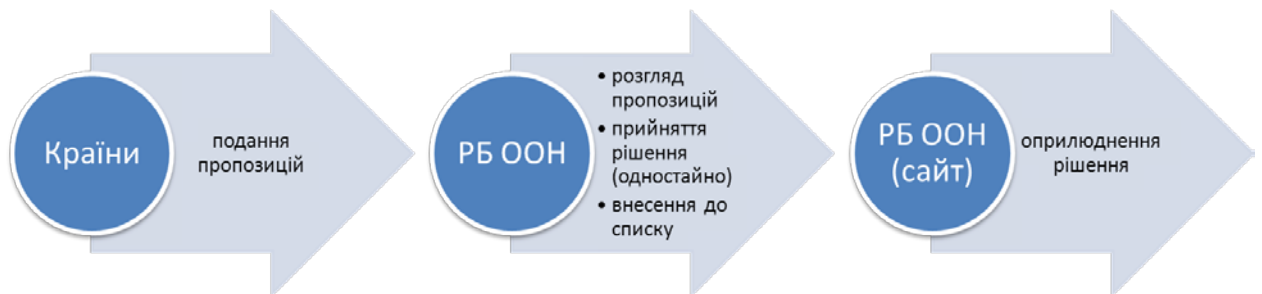 Країни
подання
пропозицій
РБ ООН
• розгляд
пропозицій
• прийняття
рішення
(одностайно)
• внесення до
списку
РБ ООН
(сайт)
оприлюднення
рішення